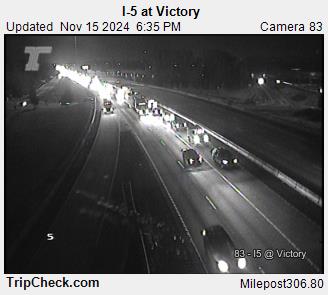 I-5 at Victory
Updated Nov 15 2024 6:35 PM Camera 83
T
S
83 - I5 @ Victory
TripCheck.com Milepost306.80